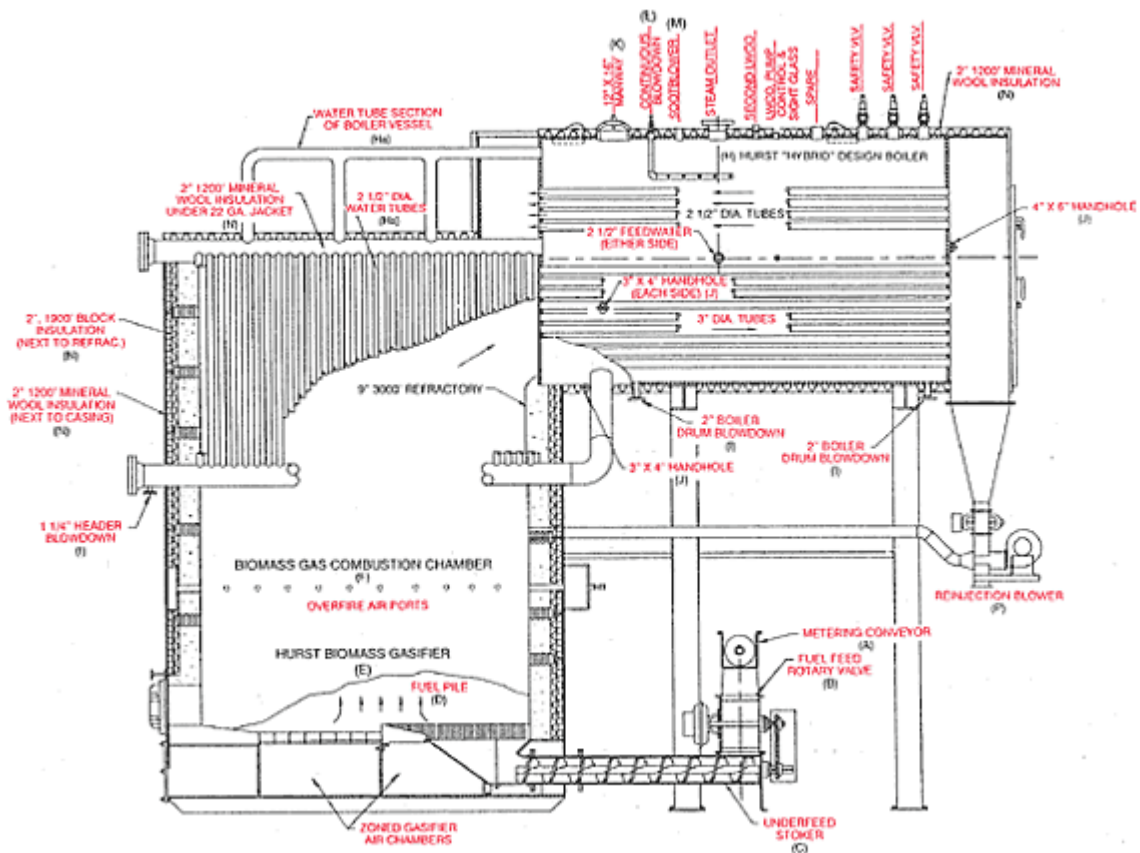 12" X 16"
MANWAY
(X)
CONTINUOUS
BLOWDOWN
(L)
SOOTBLOWER
(M)
STEAM OUTLET
SECOND LWCO
LWCO, PUMP
CONTROL &
SIGHT GLASS
SPARE
SAFETY VLV
SAFETY VLV
SAFETY VLV
2" 1200' MINERAL
WOOL INSULATION
(N)
WATER TUBE SECTION
OF BOILER VESSEL
(Ha)
(H) HURST "HYBRID" DESIGN BOILER
2" 1200' MINERAL
WOOL INSULATION
UNDER 22 GA. JACKET
(N)
2 1/2" DIA.
WATER TUBES
(Ha)
2 1/2" DIA. TUBES
4" X 6" HANDHOLE
(J)
2 1/2" FEEDWATER
(EITHER SIDE)
3" X 4" HANDHOLE
(EACH SIDE) (J)
3" DIA. TUBES
2", 1900' BLOCK
INSULATION
(NEXT TO REFRAC.)
(N)
9" 3000' REFRACTORY
2" 1200' MINERAL
WOOL INSULATION
(NEXT TO CASING)
(N)
2" BOILER
DRUM BLOWDOWN
(I)
2" BOILER
DRUM BLOWDOWN
(I)
3" X 4" HANDHOLE
(J)
1 1/4" HEADER
BLOWDOWN
(I)
BIOMASS GAS COMBUSTION CHAMBER
OVERFIRE AIR PORTS
REINJECTION BLOWER
METERING CONVEYOR
(A)
HURST BIOMASS GASIFIER
(E)
FUEL FEED
ROTARY VALVE
(B)
FUEL PILE
(D)
ZONED GASIFIER
AIR CHAMBERS
UNDERFEED
STOKER
(C)